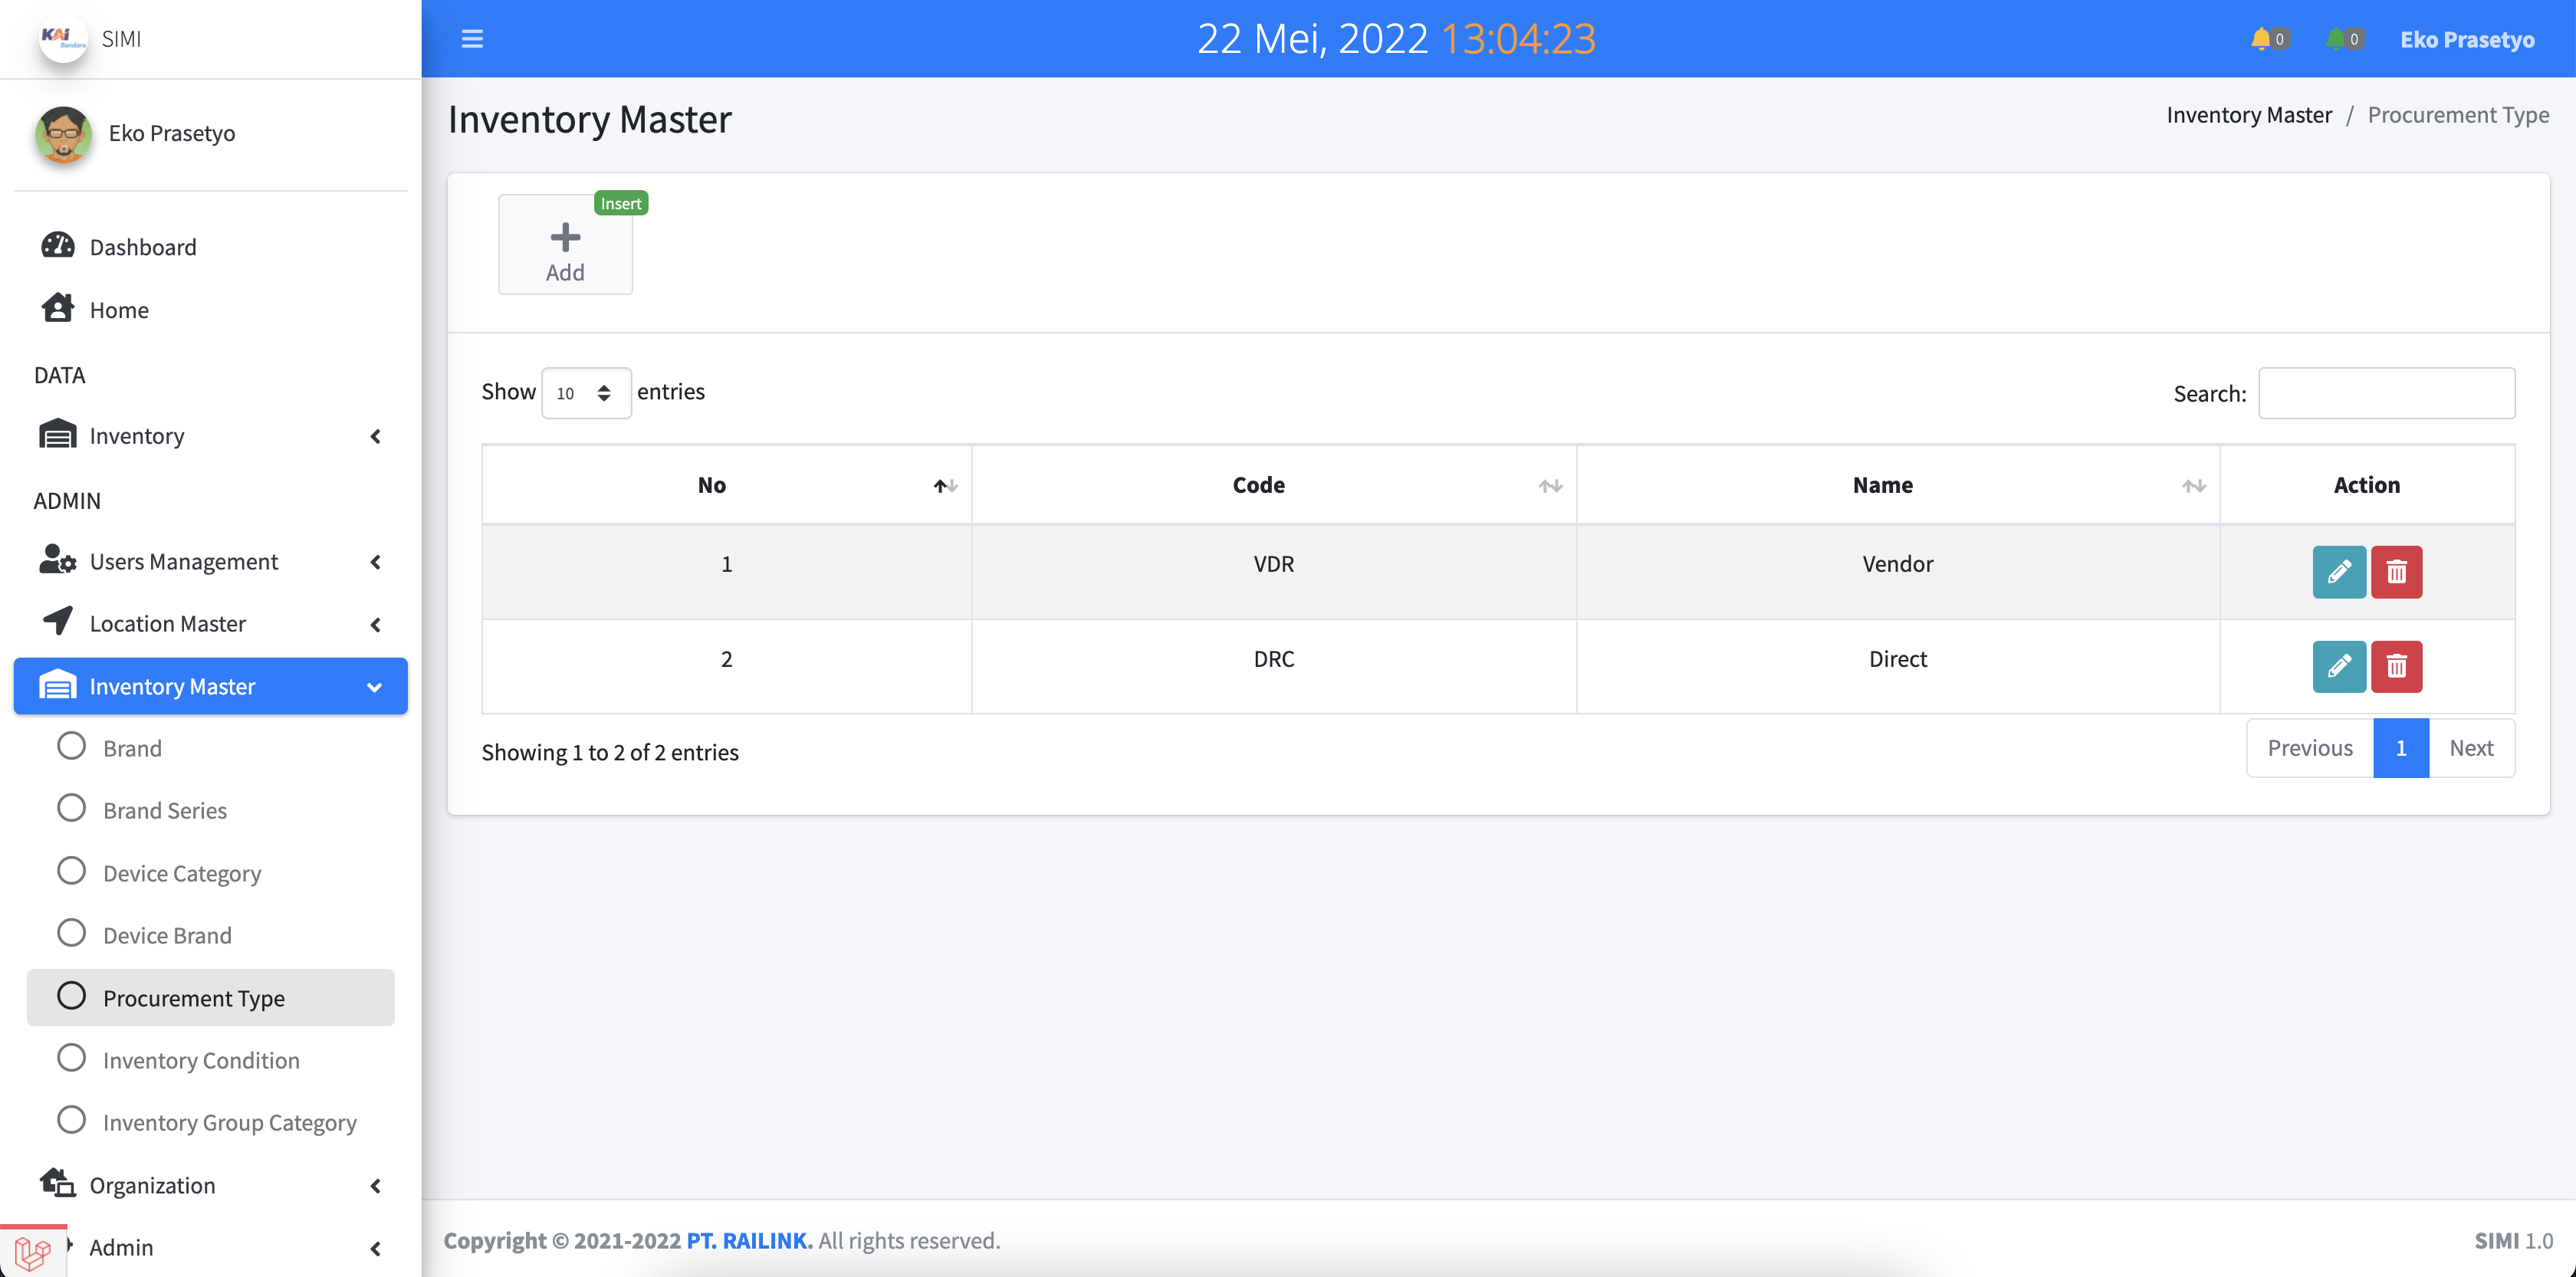 KAi Bandara SIMI
22 Mei, 2022 13:04:23
0 0 Eko Prasetyo
Eko Prasetyo
Dashboard
Home
DATA
Inventory
ADMIN
Users Management
Location Master
Inventory Master
Brand
Brand Series
Device Category
Device Brand
Procurement Type
Inventory Condition
Inventory Group Category
Organization
Admin
Inventory Master
Inventory Master / Procurement Type
Insert
Add
Show 10 entries
Search:
No Code Name Action
1 VDR Vendor
2 DRC Direct
Showing 1 to 2 of 2 entries
Previous 1 Next
Copyright © 2021-2022 PT. RAILINK. All rights reserved.
SIMI 1.0